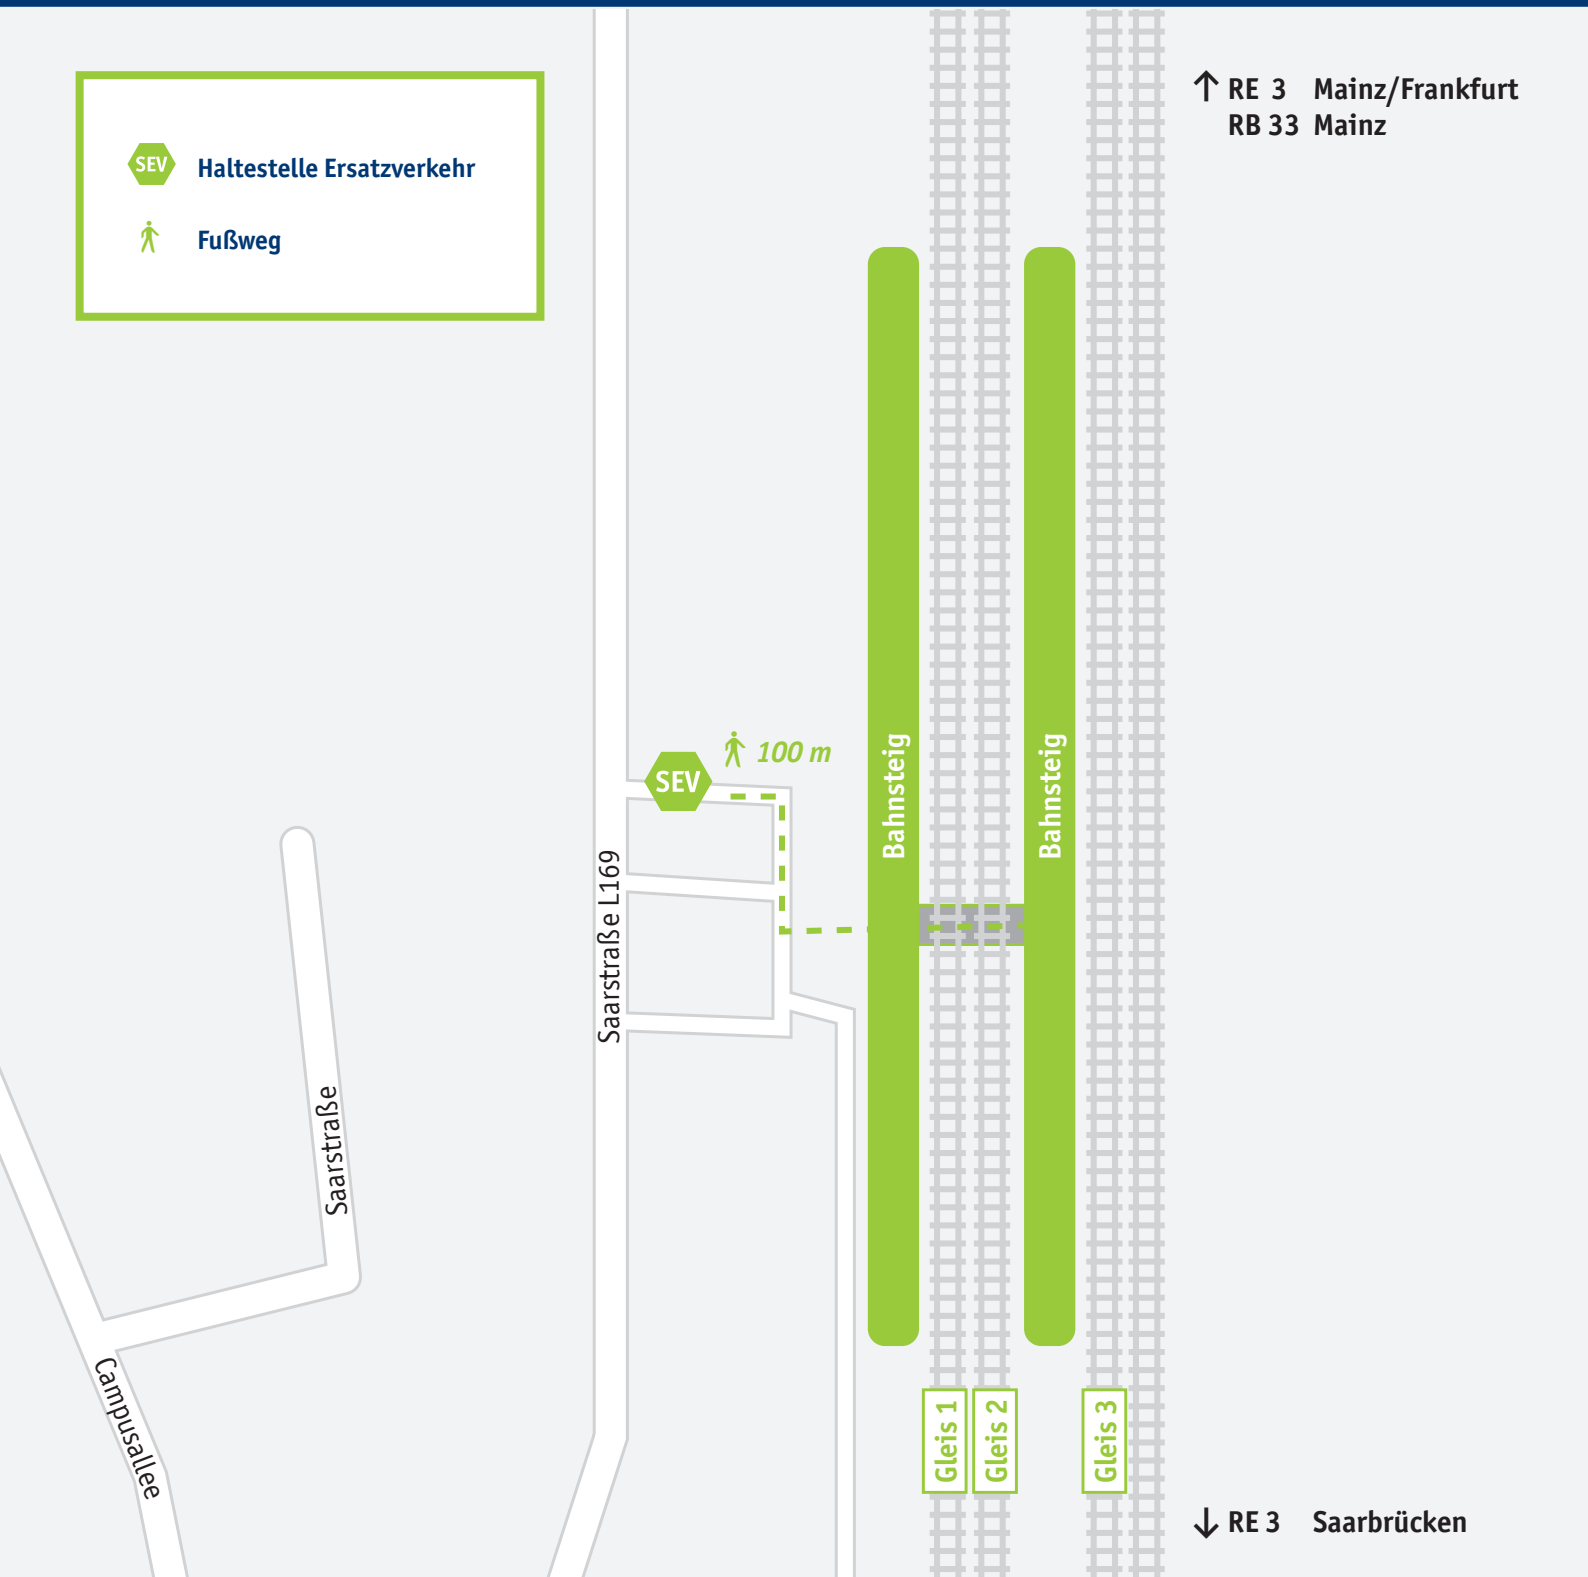 ↑ RE 3 Mainz/Frankfurt
RB 33 Mainz
SEV Haltestelle Ersatzverkehr
Fußweg
100 m
SEV
Bahnsteig
Bahnsteig
Saarstraße L169
Saarstraße
Campusallee
Gleis 1
Gleis 2
Gleis 3
↓ RE 3 Saarbrücken